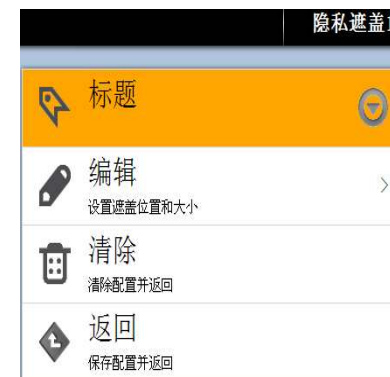 隐私遮盖1
标题
编辑
设置遮盖位置和大小
清除
清除配置并返回
返回
保存配置并返回